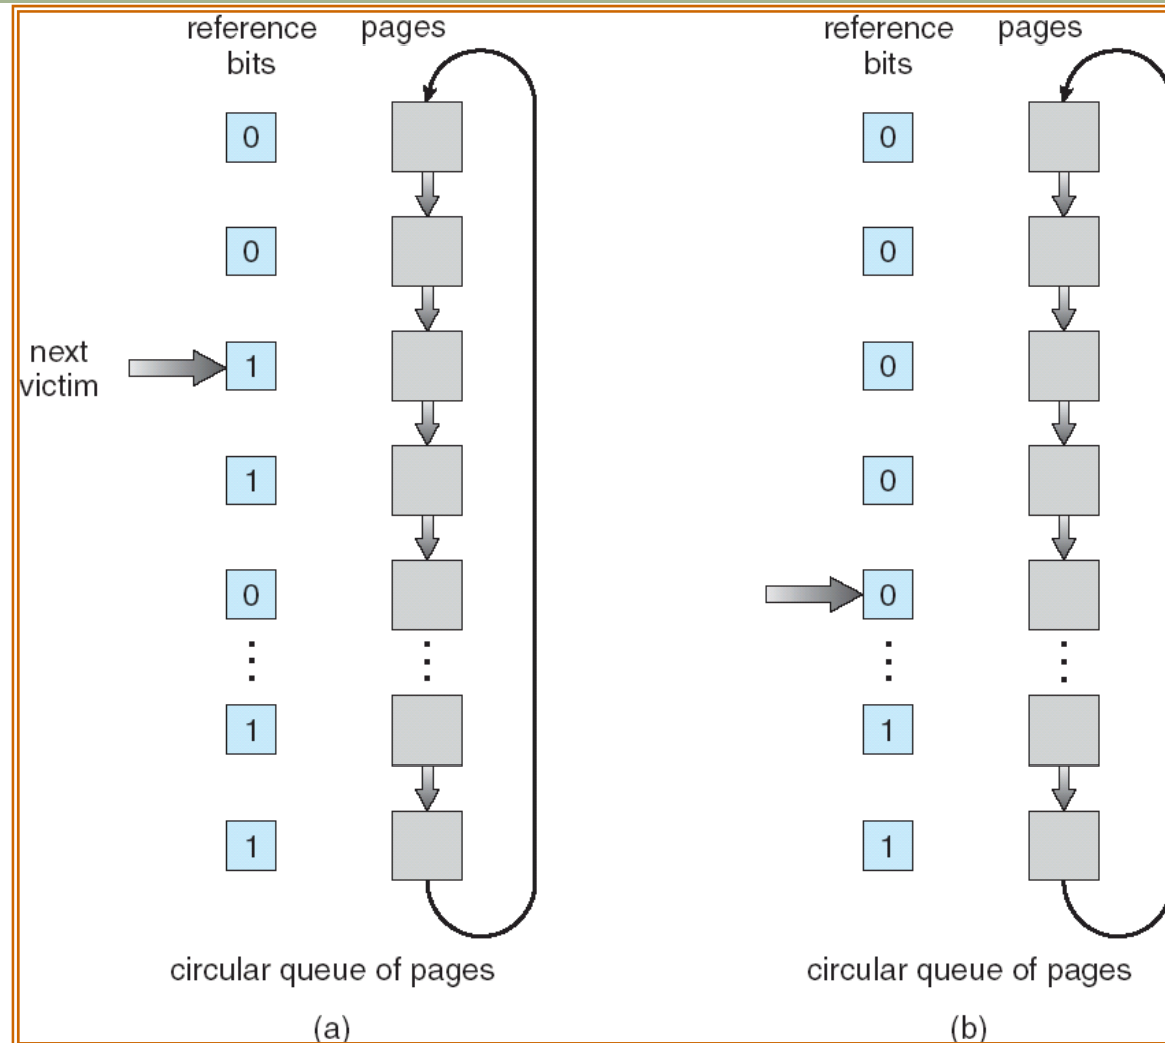 reference pages
bits
0
0
next
victim
1
1
0
1
1
circular queue of pages
(a)
reference pages
bits
0
0
0
0
0
1
1
circular queue of pages
(b)